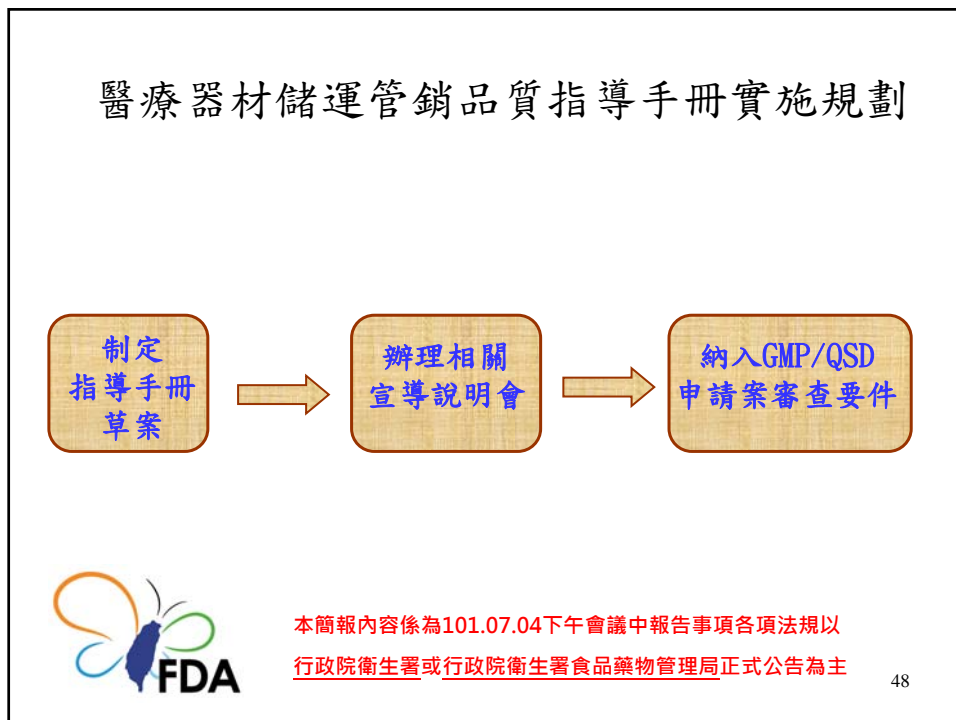 醫療器材儲運管銷品質指導手冊實施規劃
制定
指導手冊
草案
辦理相關
宣導說明會
納入GMP/QSD
申請案審查要件
FDA
本簡報內容係為101.07.04下午會議中報告事項各項法規以
行政院衛生署或行政院衛生署食品藥物管理局正式公告為主
48